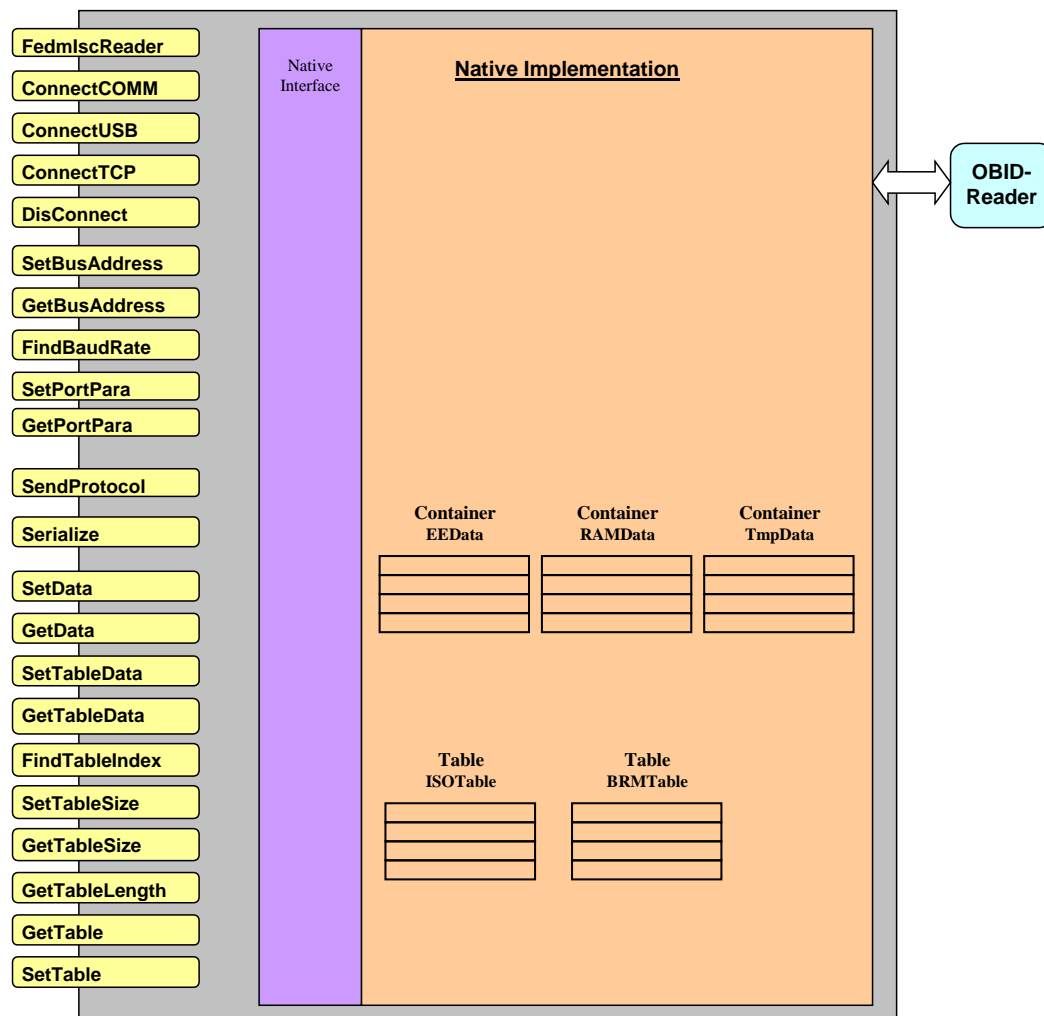 FedmIscReader
ConnectCOMM
ConnectUSB
ConnectTCP
DisConnect
SetBusAddress
GetBusAddress
FindBaudRate
SetPortPara
GetPortPara
SendProtocol
Serialize
SetData
GetData
SetTableData
GetTableData
FindTableIndex
SetTableSize
GetTableSize
GetTableLength
GetTable
SetTable
Native
Interface
Native Implementation
Container
EEData
Container
RAMData
Container
TmpData
Table
ISOTable
Table
BRMTable
OBID-
Reader